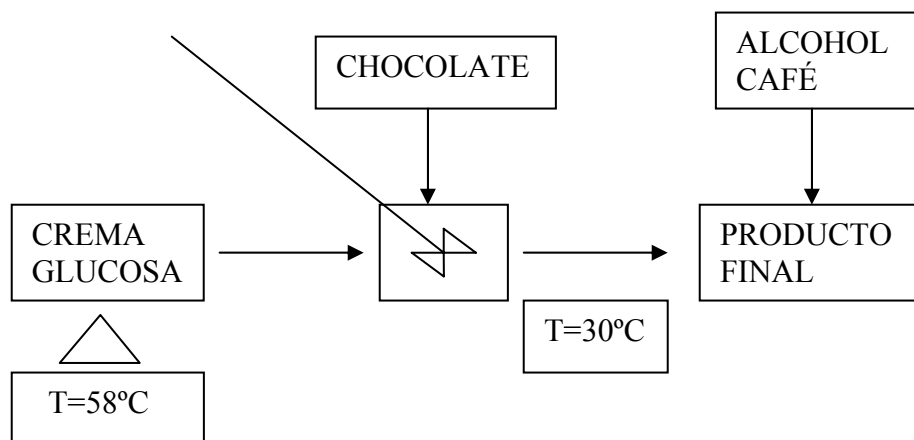 CHOCOLATE
ALCOHOL
CAFÉ
CREMA
GLUCOSA
PRODUCTO
FINAL
T=30ºC
T=58ºC